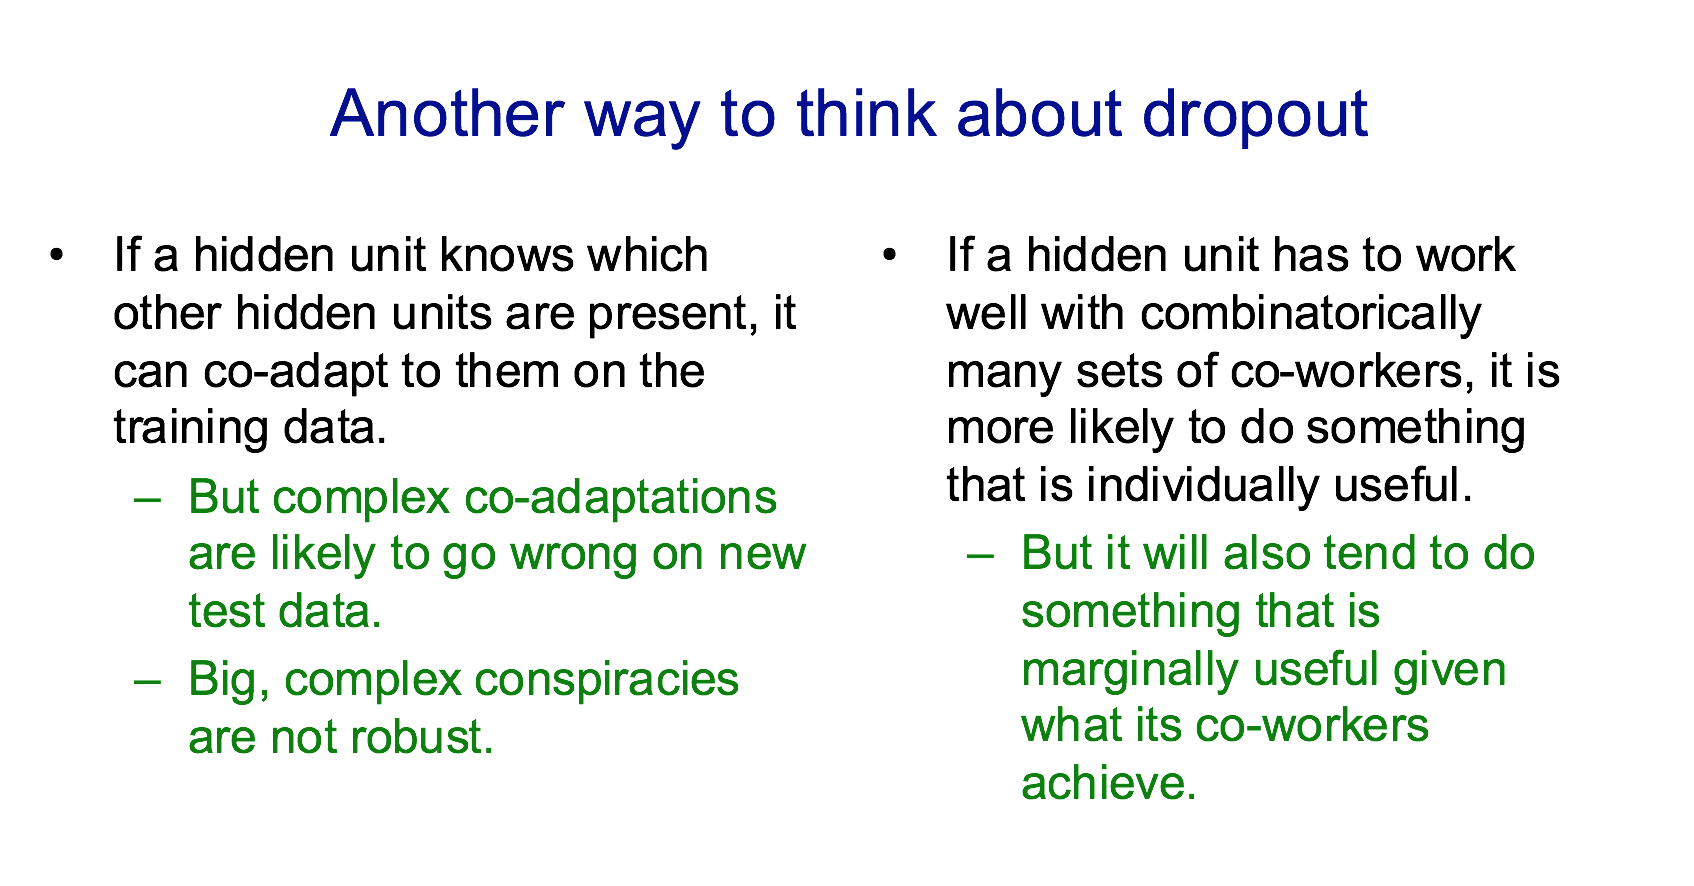 Another way to think about dropout
• If a hidden unit knows which
other hidden units are present, it
can co-adapt to them on the
training data.
– But complex co-adaptations
are likely to go wrong on new
test data.
– Big, complex conspiracies
are not robust.
• If a hidden unit has to work
well with combinatorically
many sets of co-workers, it is
more likely to do something
that is individually useful.
– But it will also tend to do
something that is
marginally useful given
what its co-workers
achieve.